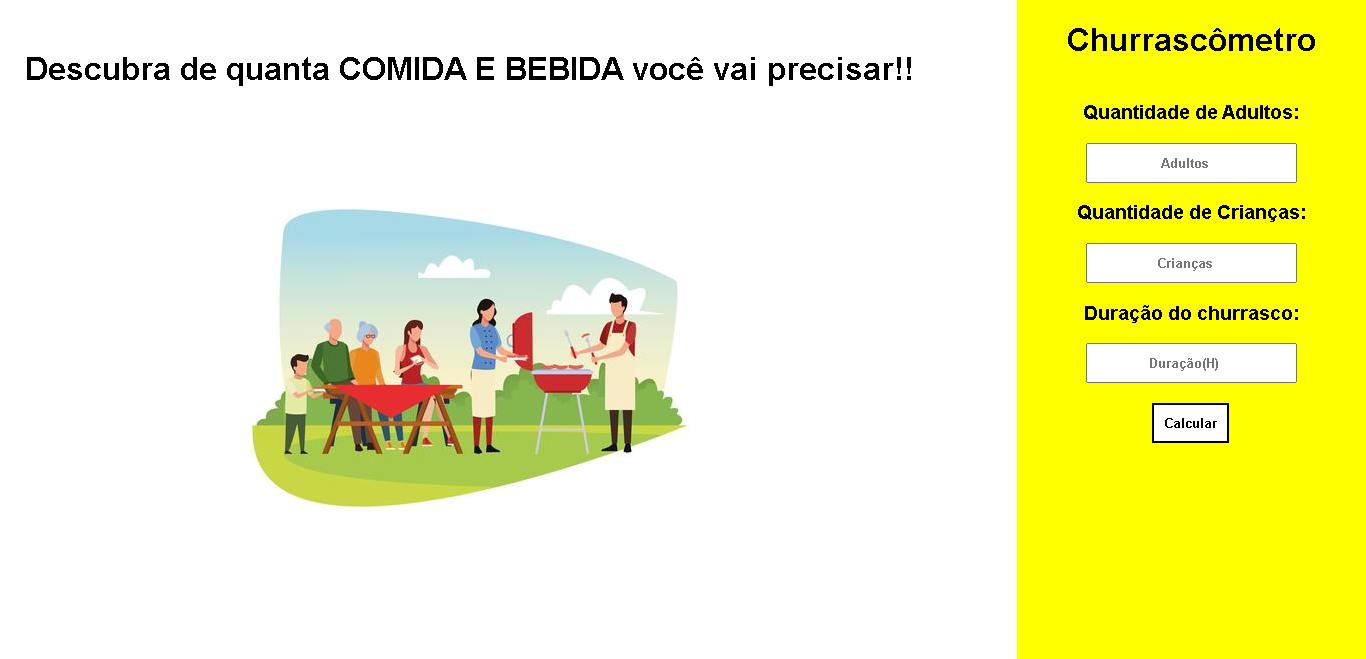 Descubra de quanta COMIDA E BEBIDA você vai precisar!!
Churrascômetro
Quantidade de Adultos:
Adultos
Quantidade de Crianças:
Crianças
Duração do churrasco:
Duração(H)
Calcular